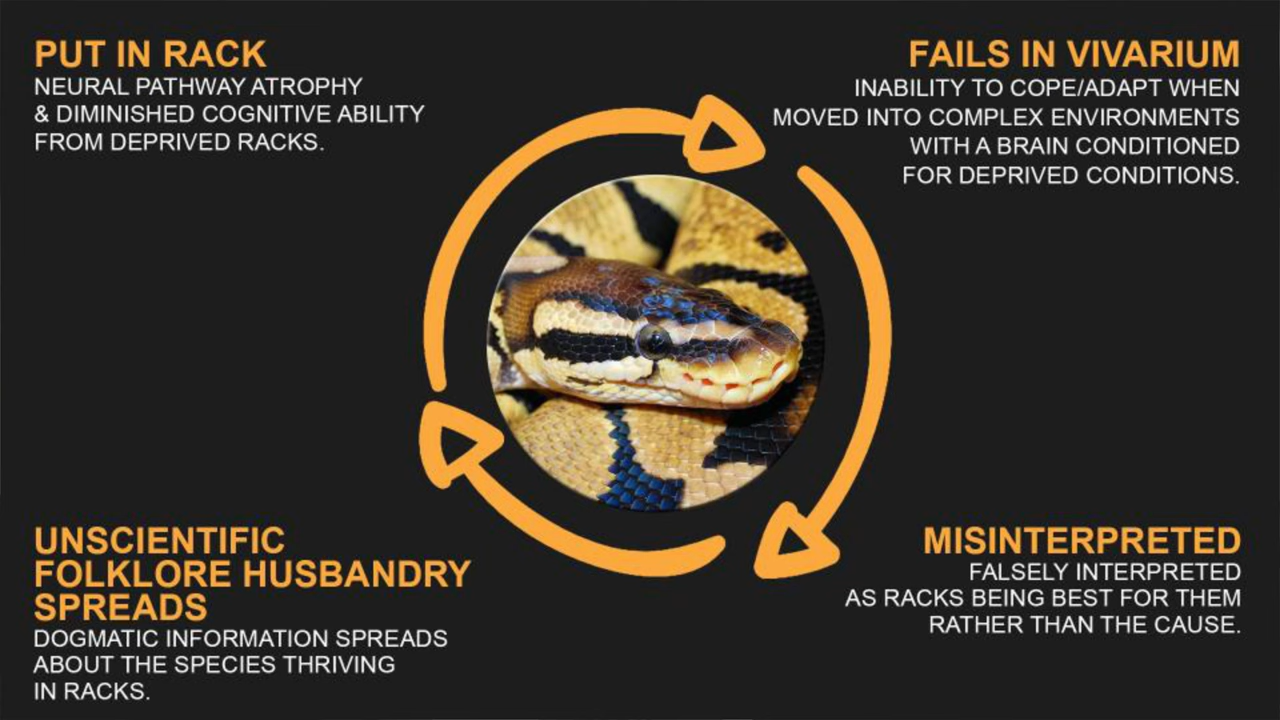 PUT IN RACK
NEURAL PATHWAY ATROPHY
& DIMINISHED COGNITIVE ABILITY
FROM DEPRIVED RACKS.
FAILS IN VIVARIUM
INABILITY TO COPE/ADAPT WHEN
MOVED INTO COMPLEX ENVIRONMENTS
WITH A BRAIN CONDITIONED
FOR DEPRIVED CONDITIONS.
MISINTERPRETED
FALSELY INTERPRETED
AS RACKS BEING BEST FOR THEM
RATHER THAN THE CAUSE.
UNSCIENTIFIC
FOLKLORE HUSBANDRY
SPREADS
DOGMATIC INFORMATION SPREADS
ABOUT THE SPECIES THRIVING
IN RACKS.